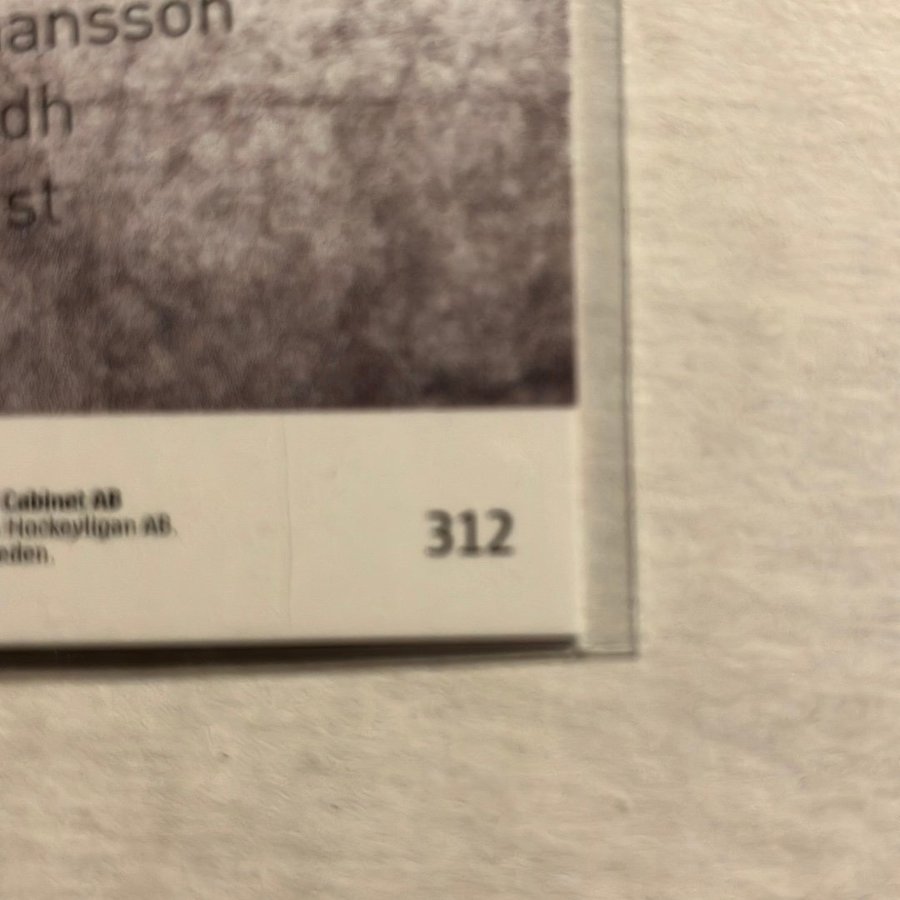 ansson
dh
st
Cabinet AB
Hockeyligan AB.
eden.
312